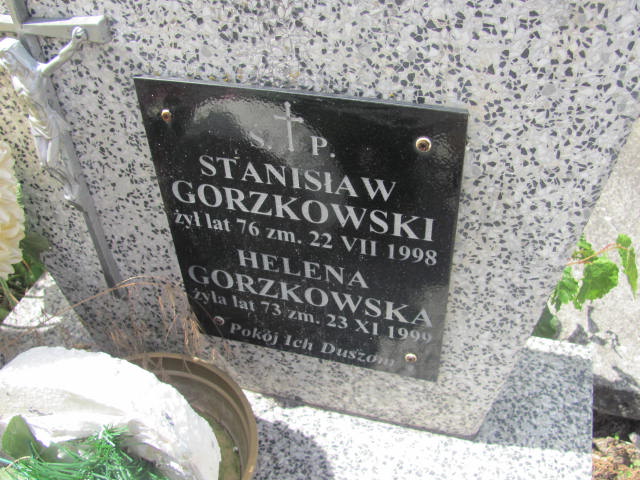 Ś. P.
STANISŁAW
GORZKOWSKI
żył lat 76 zm. 22 VII 1998
HELENA
GORZKOWSKA
żyła lat 73 zm. 23 XI 1999
Pokój Ich Duszom